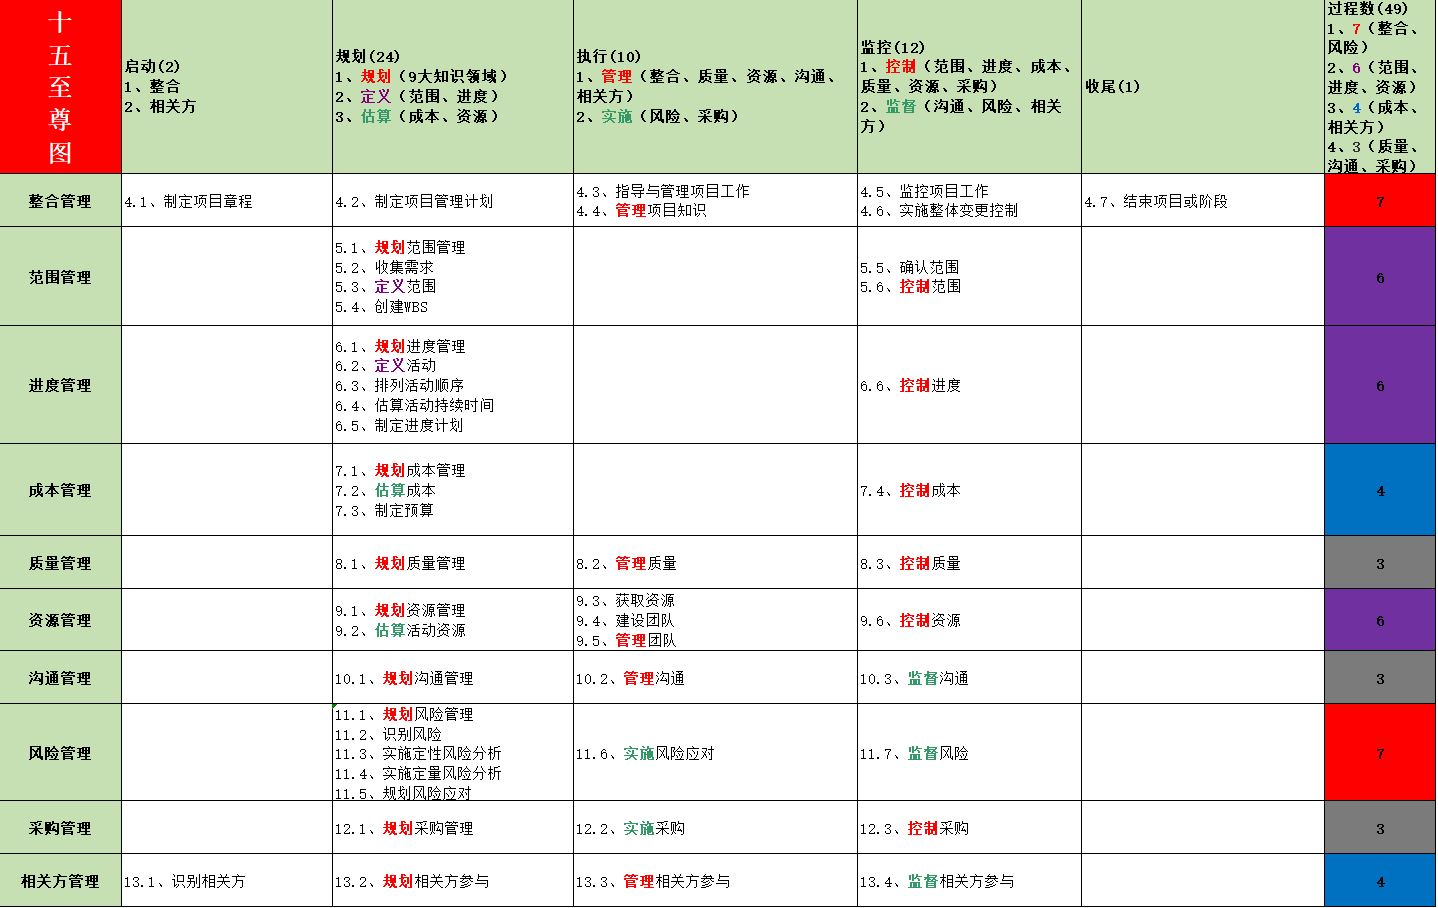 十
五
至
尊
图
启动(2)
1、整合
2、相关方
规划(24)
1、规划（9大知识领域）
2、定义（范围、进度）
3、估算（成本、资源）
执行(10)
1、管理（整合、质量、资源、沟通、
相关方）
2、实施（风险、采购）
监控(12)
1、控制（范围、进度、成本、
质量、资源、采购）
2、监督（沟通、风险、相关
方）
收尾(1)
过程数(49)
1、7（整合、
风险）
2、6（范围、
进度、资源）
3、4（成本、
相关方）
4、3（质量、
沟通、采购）
整合管理
4.1、制定项目章程
4.2、制定项目管理计划
4.3、指导与管理项目工作
4.4、管理项目知识
4.5、监控项目工作
4.6、实施整体变更控制
4.7、结束项目或阶段
7
范围管理
5.1、规划范围管理
5.2、收集需求
5.3、定义范围
5.4、创建WBS
5.5、确认范围
5.6、控制范围
6
进度管理
6.1、规划进度管理
6.2、定义活动
6.3、排列活动顺序
6.4、估算活动持续时间
6.5、制定进度计划
6.6、控制进度
6
成本管理
7.1、规划成本管理
7.2、估算成本
7.3、制定预算
7.4、控制成本
4
质量管理
8.1、规划质量管理
8.2、管理质量
8.3、控制质量
3
资源管理
9.1、规划资源管理
9.2、估算活动资源
9.3、获取资源
9.4、建设团队
9.5、管理团队
9.6、控制资源
6
沟通管理
10.1、规划沟通管理
10.2、管理沟通
10.3、监督沟通
3
风险管理
11.1、规划风险管理
11.2、识别风险
11.3、实施定性风险分析
11.4、实施定量风险分析
11.5、规划风险应对
11.6、实施风险应对
11.7、监督风险
7
采购管理
12.1、规划采购管理
12.2、实施采购
12.3、控制采购
3
相关方管理
13.1、识别相关方
13.2、规划相关方参与
13.3、管理相关方参与
13.4、监督相关方参与
4